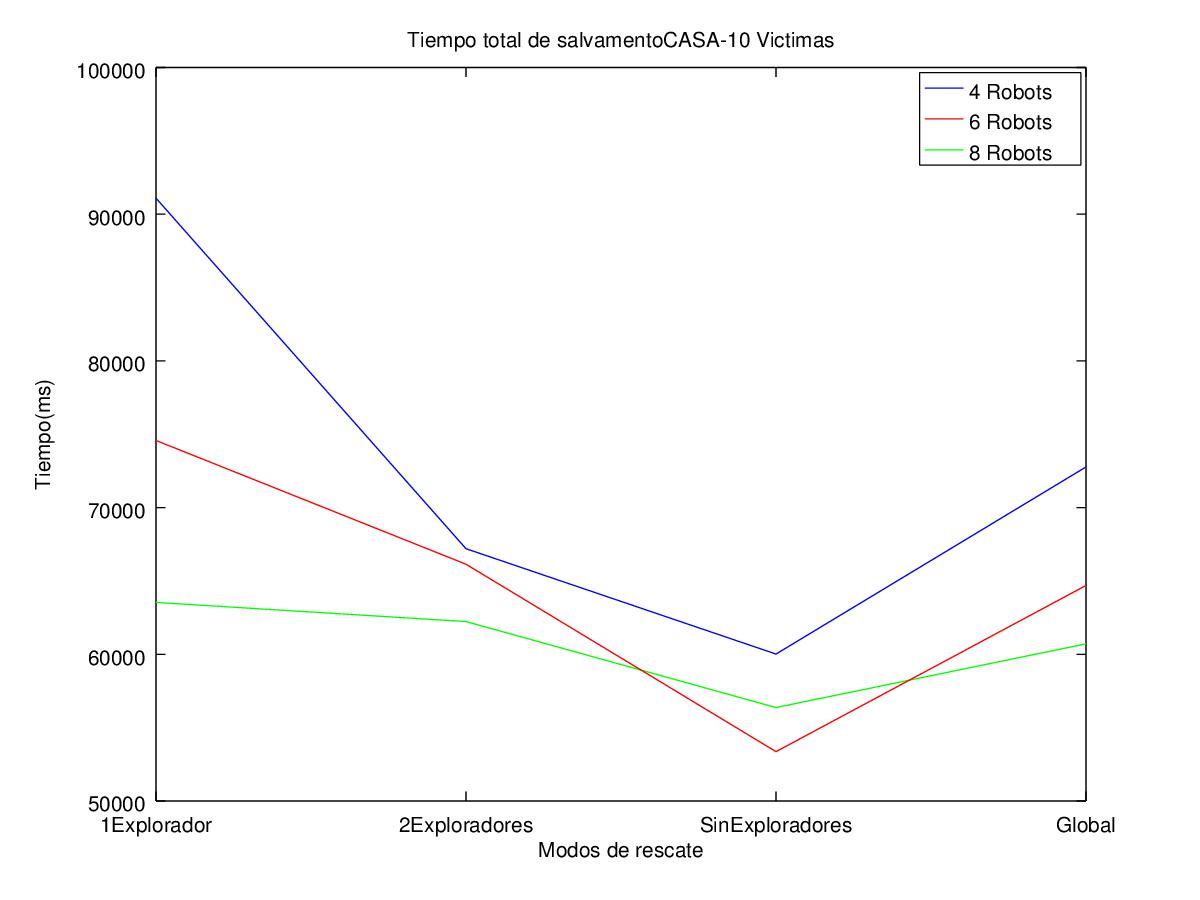 Tiempo total de salvamentoCASA-10 Victimas
100000
90000
80000
70000
60000
50000
Tiempo(ms)
4 Robots
6 Robots
8 Robots
1Explorador
2Exploradores
SinExploradores
Global
Modos de rescate